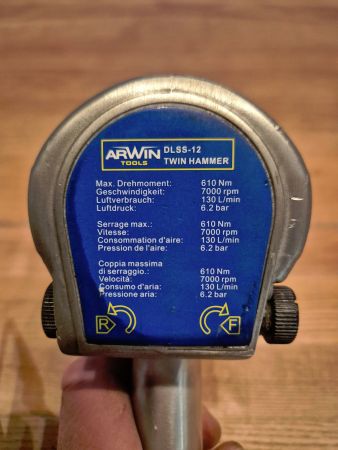 ARWIN
TOOLS
DLSS-12
TWIN HAMMER
Max. Drehmoment: 610 Nm
Geschwindigkeit: 7000 rpm
Luftverbrauch: 130 L/min
Luftdruck: 6.2 bar
Serrage max.: 610 Nm
Vitesse: 7000 rpm
Consommation d'aire: 130 L/min
Pression de l'aire: 6.2 bar
Coppia massima
di serraggio.: 610 Nm
Velocità: 7000 rpm
Consumo d'aria: 130 L/min
Pressione aria: 6.2 bar
R F